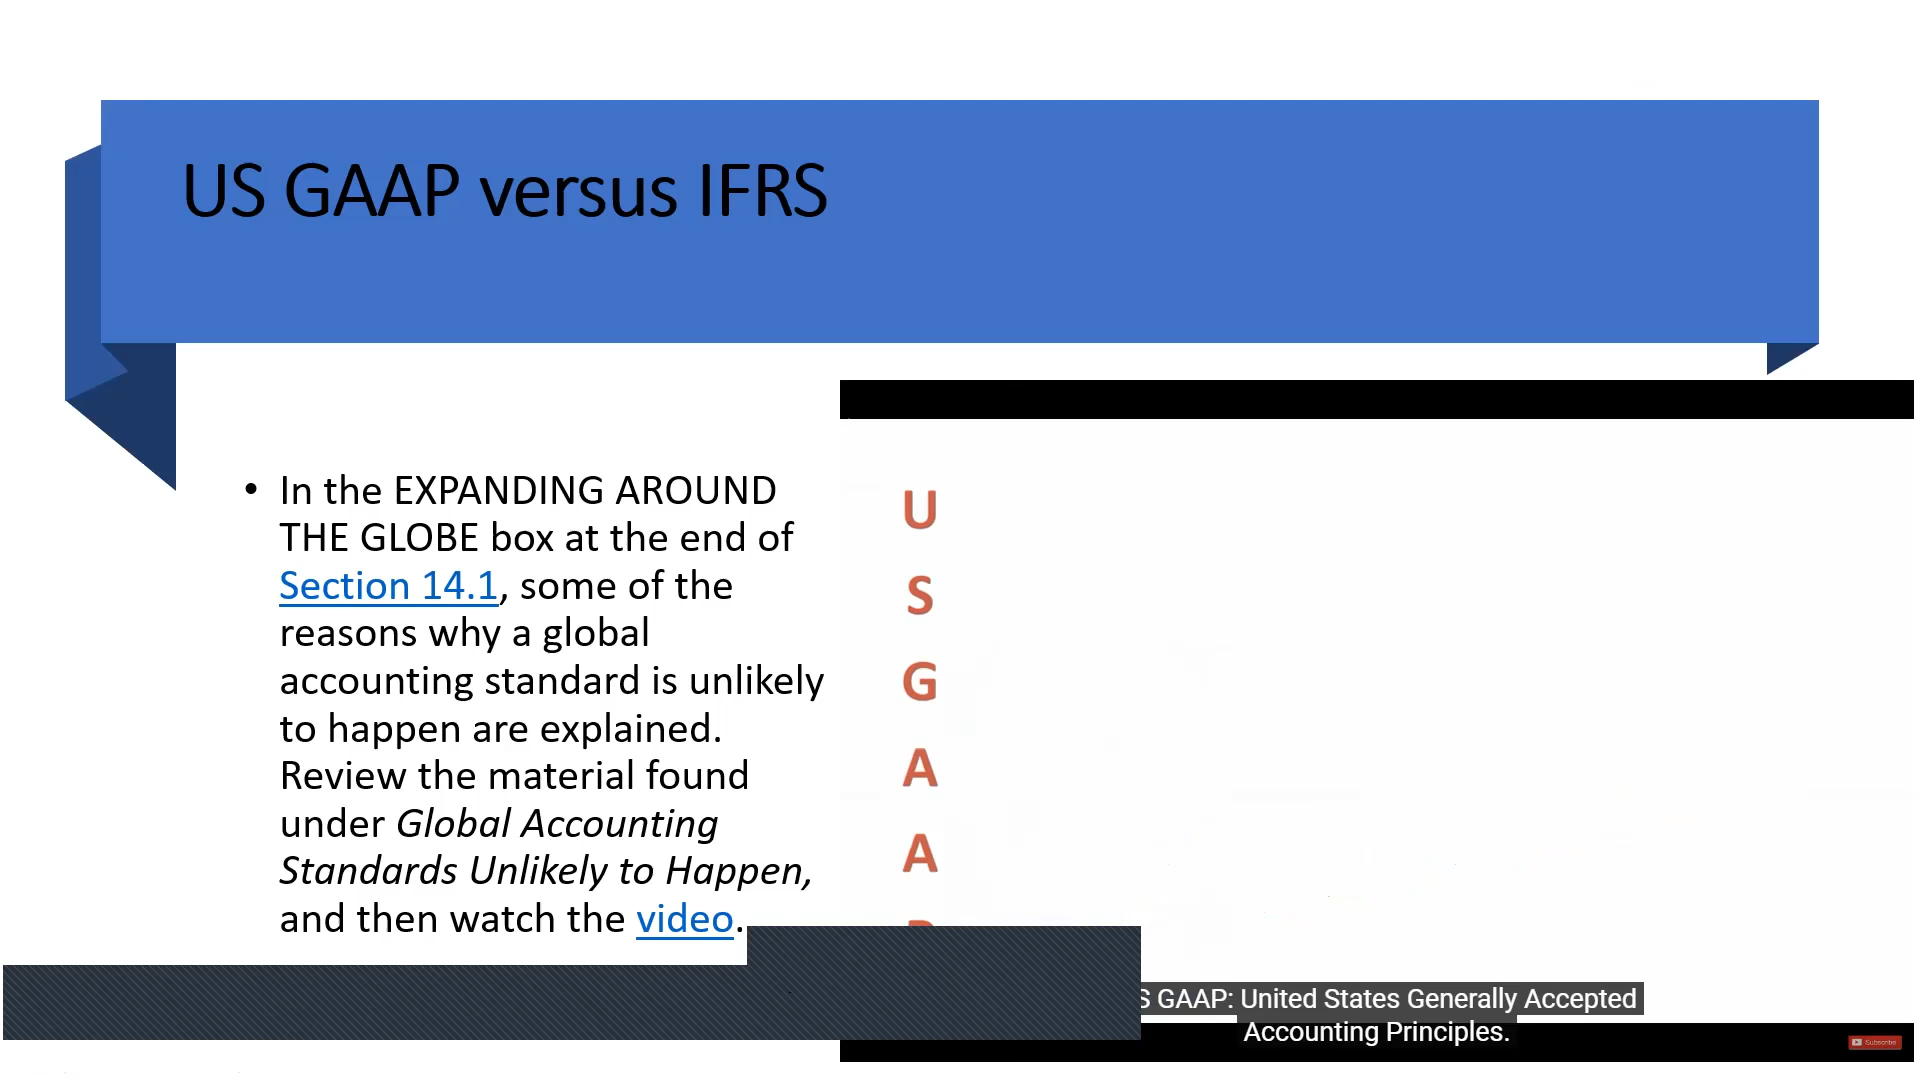 US GAAP versus IFRS
• In the EXPANDING AROUND
THE GLOBE box at the end of
Section 14.1, some of the
reasons why a global
accounting standard is unlikely
to happen are explained.
Review the material found
under Global Accounting
Standards Unlikely to Happen,
and then watch the video.
U
S
G
A
A
S GAAP: United States Generally Accepted
Accounting Principles.
Subscribe